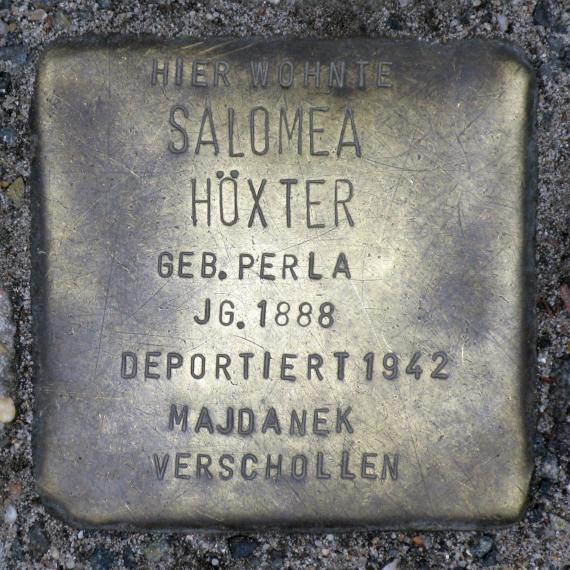 HIER WOHNTE
SALOMEA
HÖXTER
GEB. PERLA
JG. 1888
DEPORTIERT 1942
MAJDANEK
VERSCHOLLEN